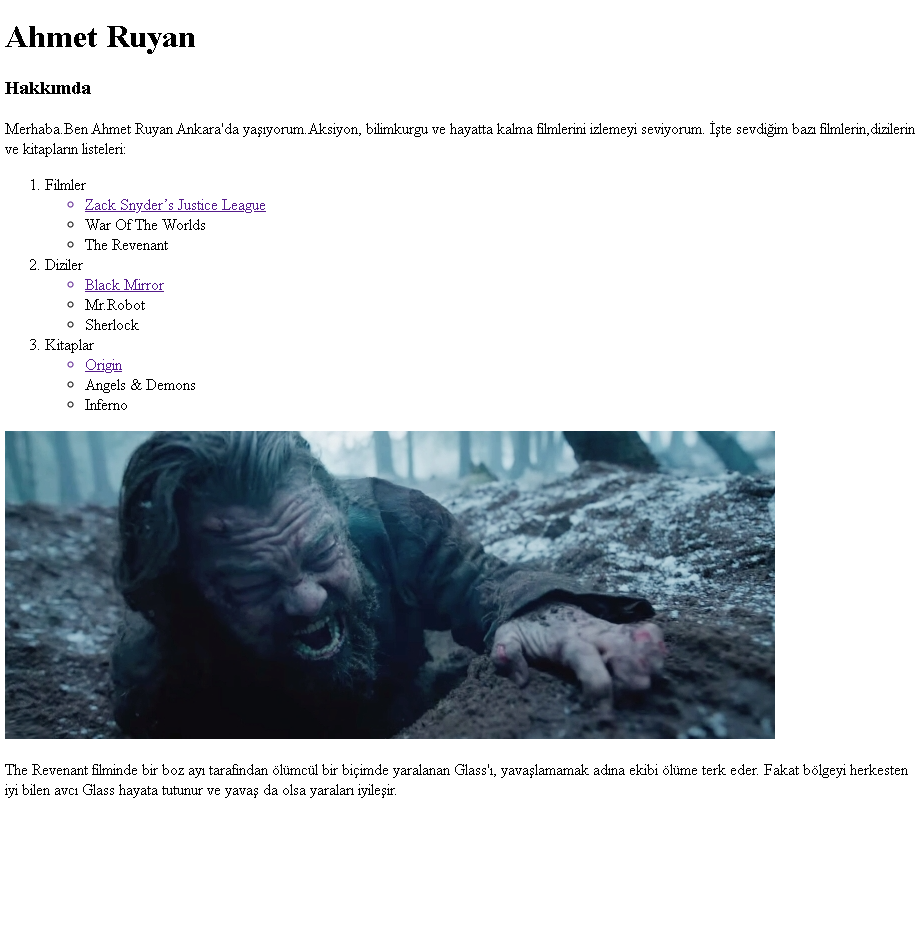 Ahmet Ruyan
Hakkımda
Merhaba.Ben Ahmet Ruyan Ankara'da yaşıyorum.Aksiyon, bilimkurgu ve hayatta kalma filmlerini izlemeyi seviyorum. İşte sevdiğim bazı filmlerin,dizilerin
ve kitapların listeleri:
1. Filmler
Zack Snyder’s Justice League
War Of The Worlds
The Revenant
2. Diziler
Black Mirror
Mr.Robot
Sherlock
3. Kitaplar
Origin
Angels & Demons
Inferno
The Revenant filminde bir boz ayı tarafından ölümcül bir biçimde yaralanan Glass'ı, yavaşlamamak adına ekibi ölüme terk eder. Fakat bölgeyi herkesten
iyi bilen avcı Glass hayata tutunur ve yavaş da olsa yaraları iyileşir.